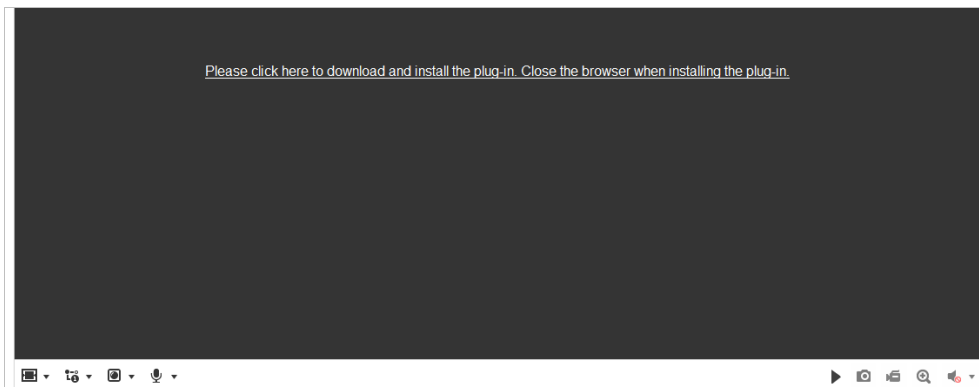 Please click here to download and install the plug-in. Close the browser when installing the plug-in.